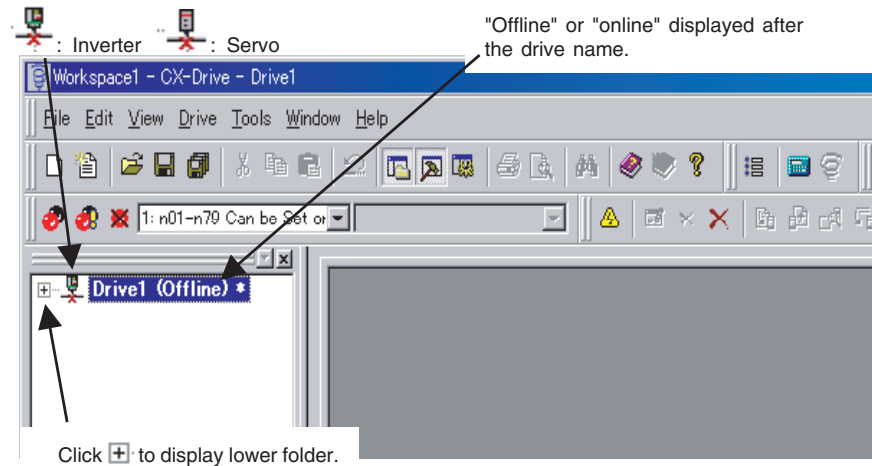 : Inverter : Servo
"Offline" or "online" displayed after
the drive name.
Workspace1 - CX-Drive - Drive1
File Edit View Drive Tools Window Help
1: n01-n79 Can be Set or
Drive1 (Offline) *
Click + to display lower folder.